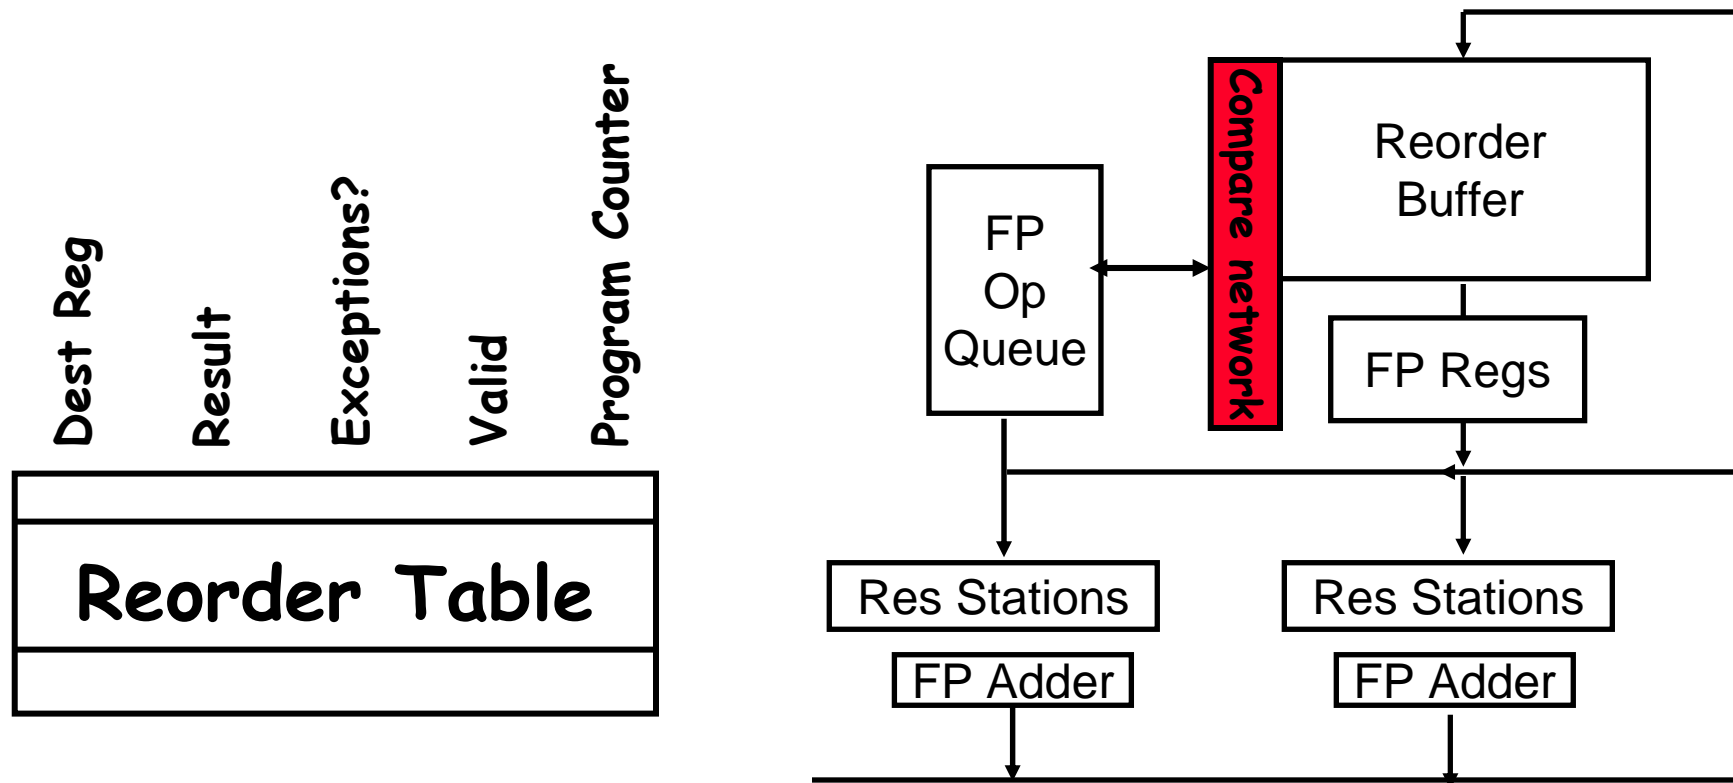 Dest Reg
Result
Exceptions?
Valid
Program Counter
Reorder Table
Compare network
Reorder
Buffer
FP
Op
Queue
FP Regs
Res Stations
Res Stations
FP Adder
FP Adder